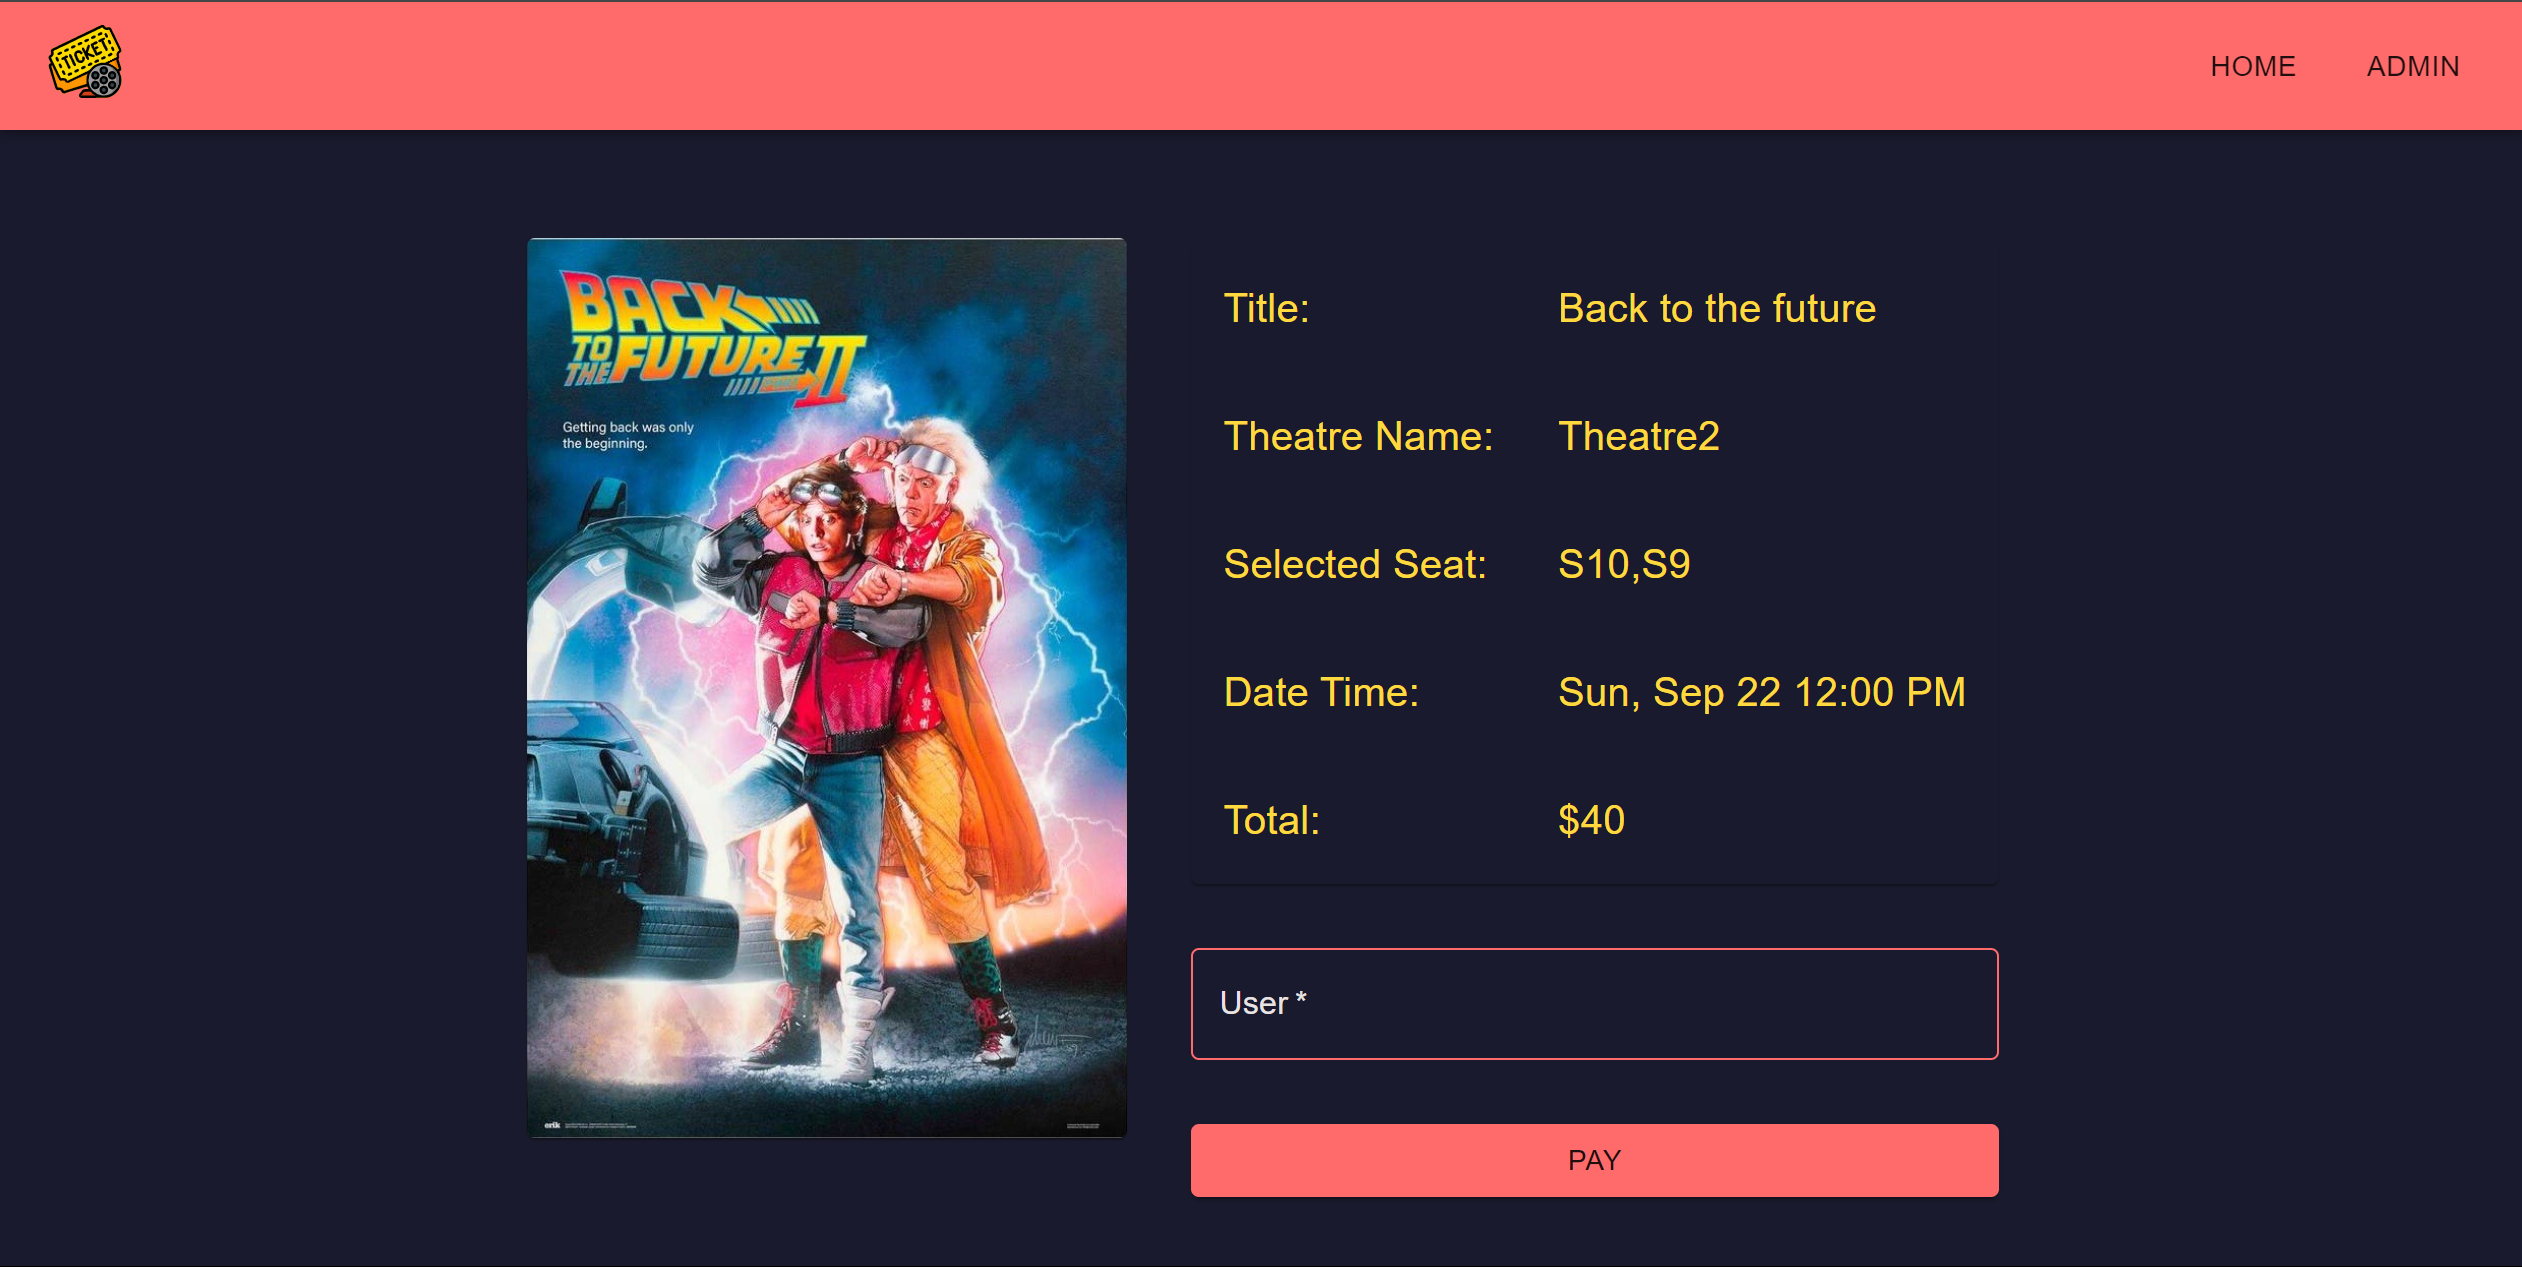 TICKET
HOME
ADMIN
BACK
TO THE FUTURE II
Getting back was only
the beginning.
Title: Back to the future
Theatre Name: Theatre2
Selected Seat: S10,S9
Date Time: Sun, Sep 22 12:00 PM
Total: $40
User *
PAY
erik